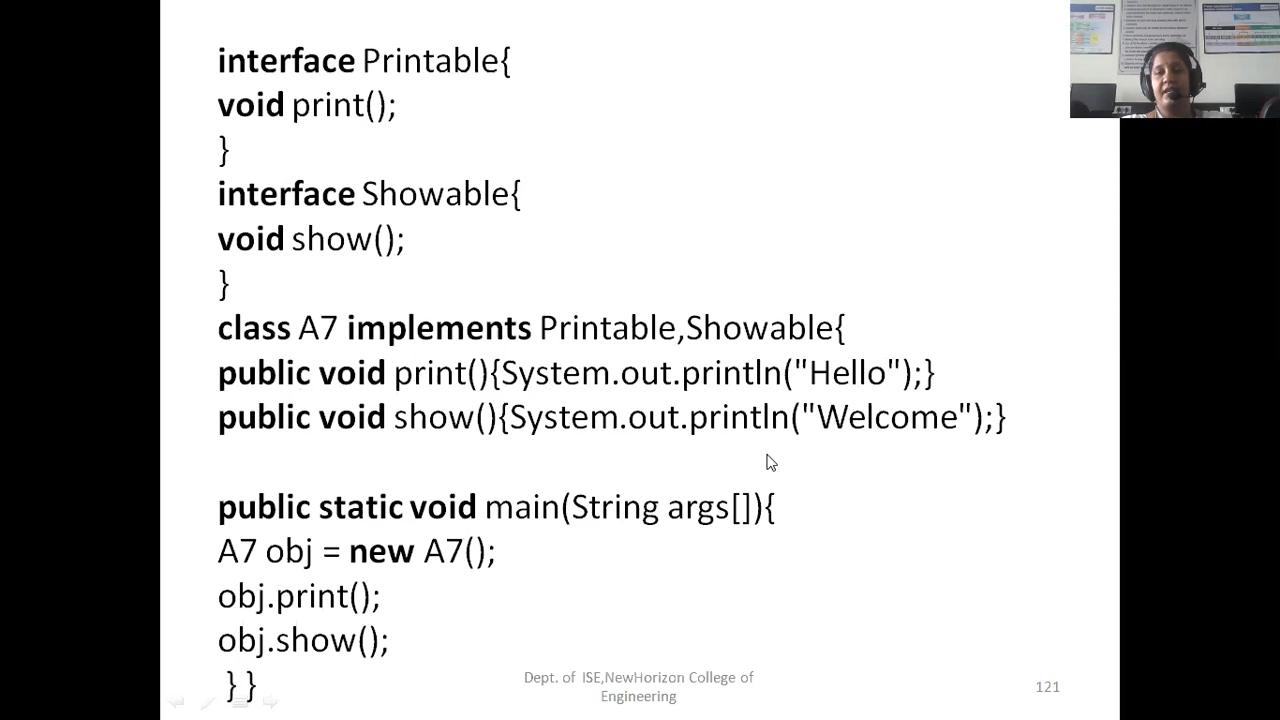 interface Printable{
void print();
}
interface Showable{
void show();
}
class A7 implements Printable,Showable{
public void print(){System.out.println("Hello");}
public void show(){System.out.println("Welcome");}
public static void main(String args[]){
A7 obj = new A7();
obj.print();
obj.show();
} }
Dept. of ISE,NewHorizon College of
Engineering
121